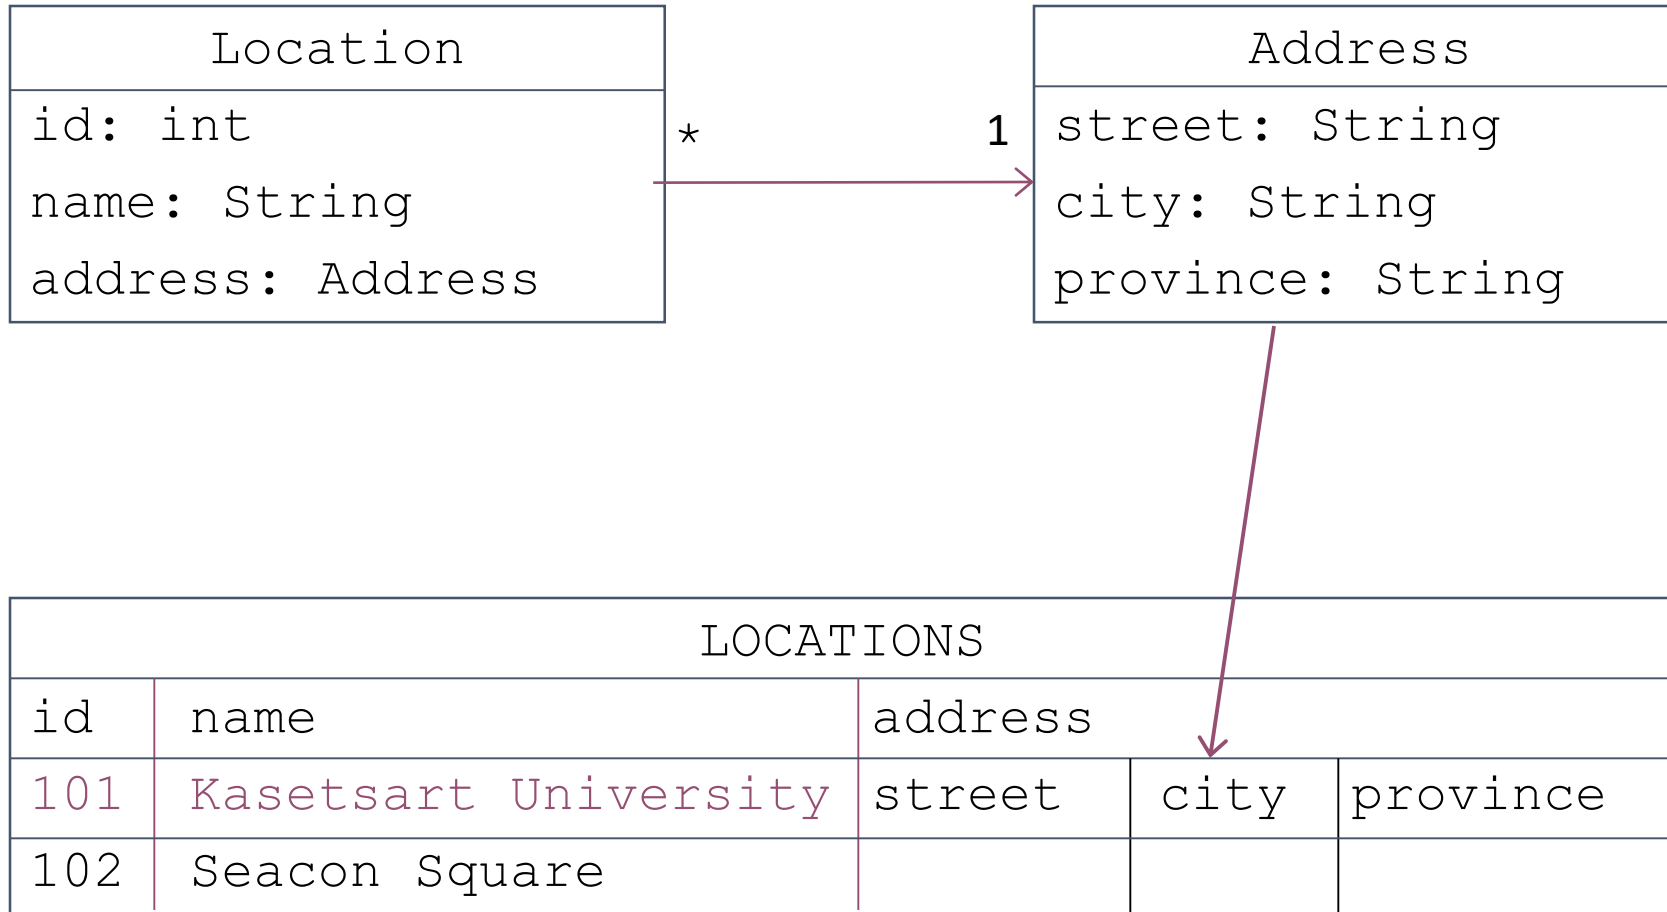 Location
id: int
name: String
address: Address
* 1
Address
street: String
city: String
province: String
LOCATIONS
id name address
101 Kasetsart University street city province
102 Seacon Square